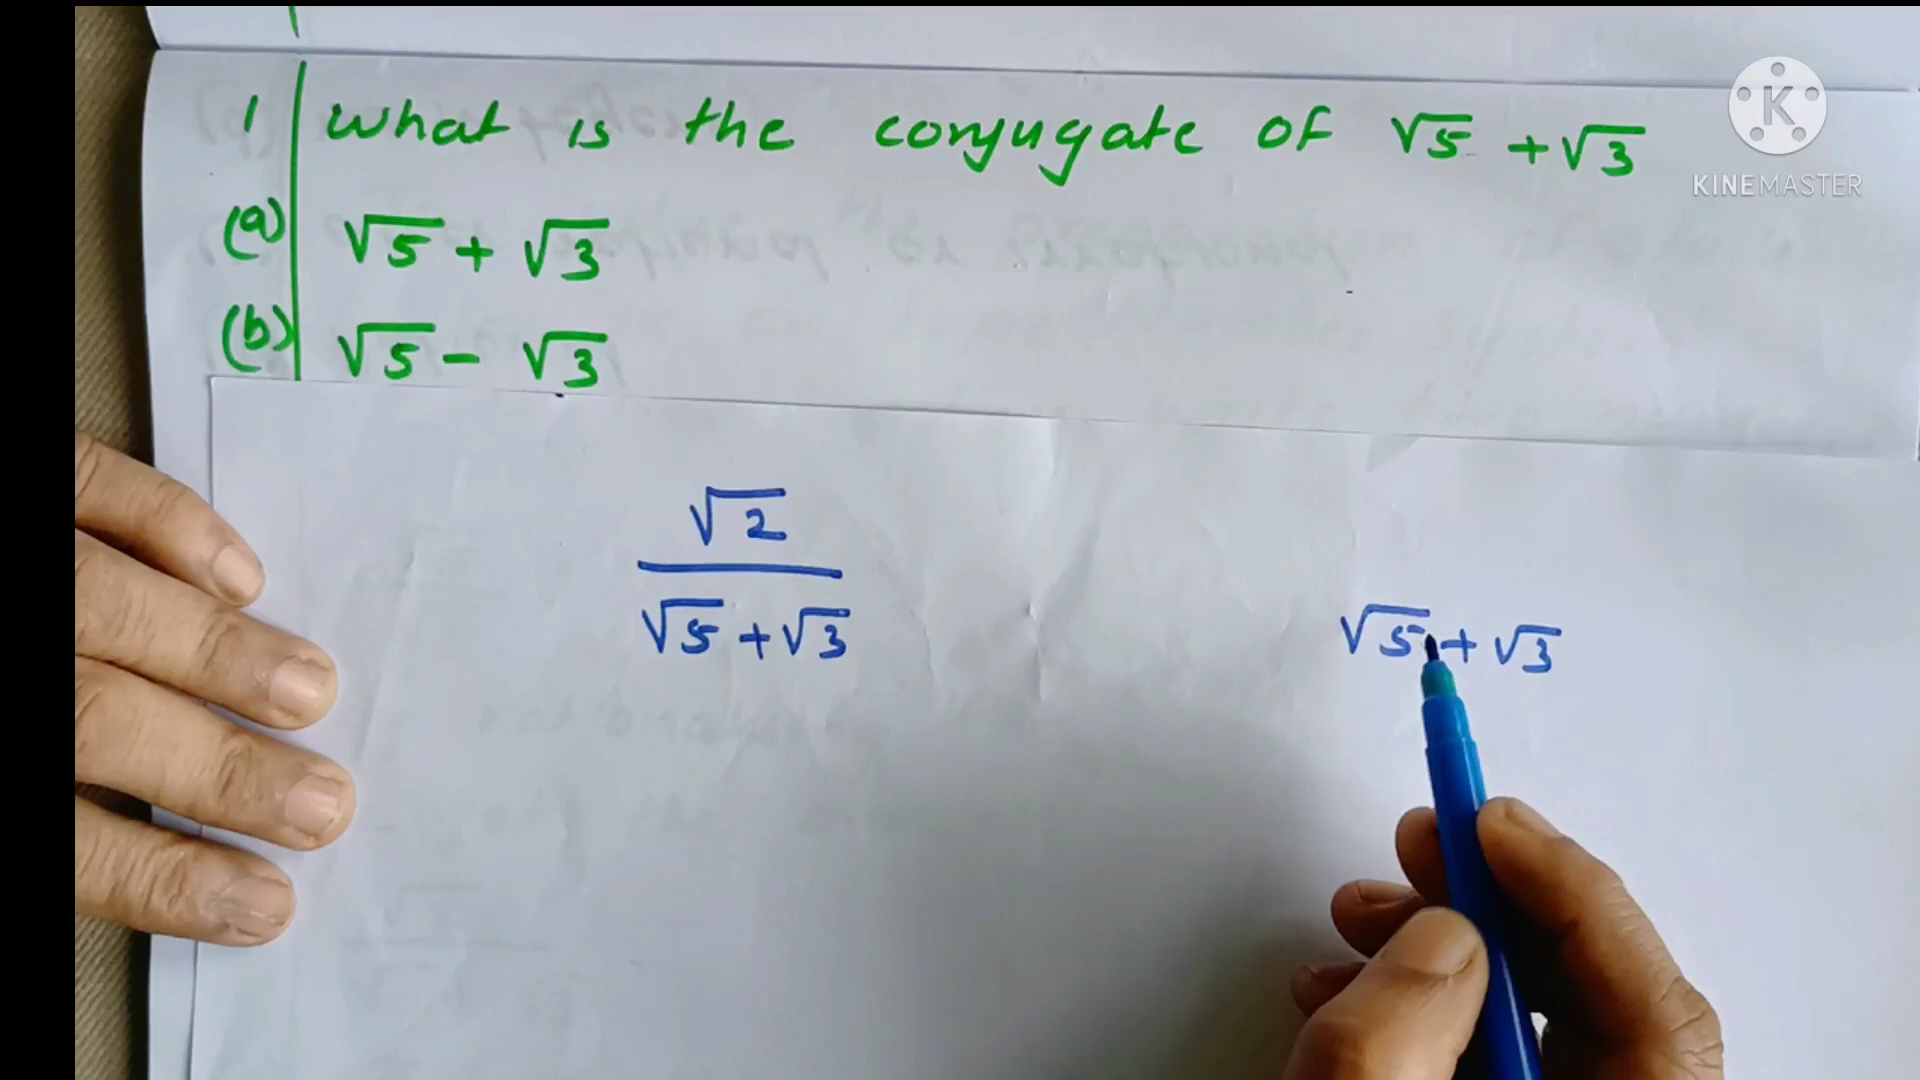 1 what is the conjugate of √5 + √3
(a) √5 + √3
(b) √5 - √3
√2
√5 + √3
√5 + √3
K
KINEMASTER